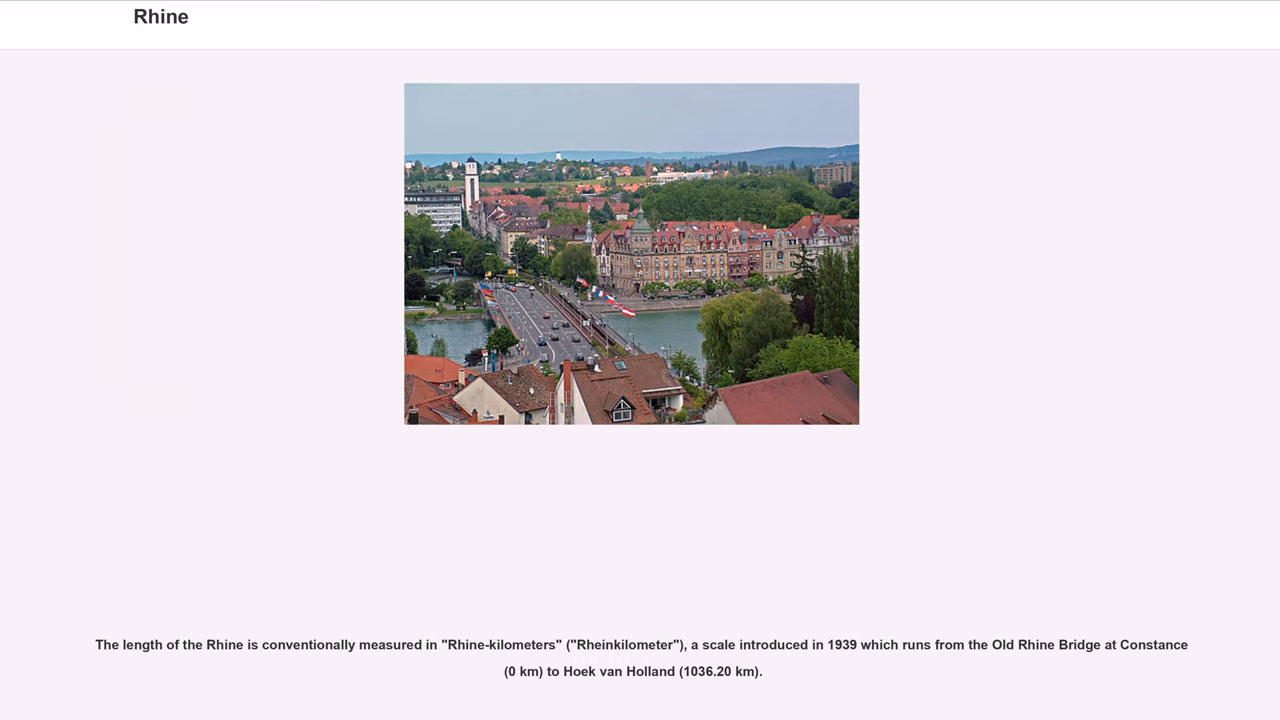 Rhine
The length of the Rhine is conventionally measured in "Rhine-kilometers" ("Rheinkilometer"), a scale introduced in 1939 which runs from the Old Rhine Bridge at Constance
(0 km) to Hoek van Holland (1036.20 km).